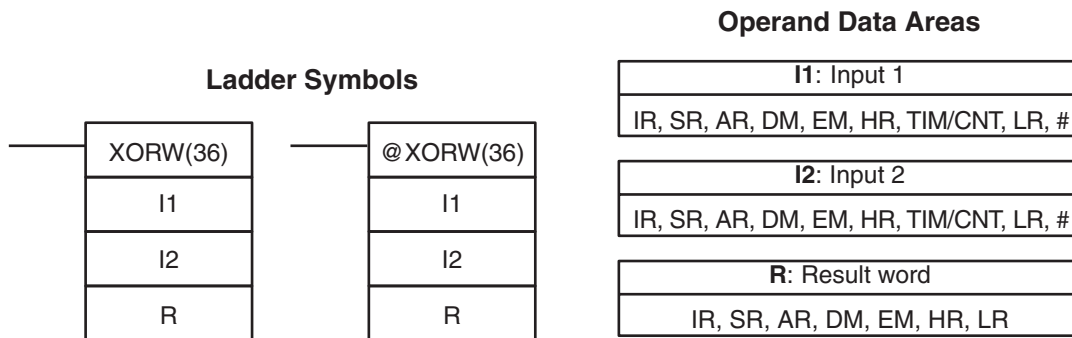 Ladder Symbols
XORW(36)
I1
I2
R
@XORW(36)
I1
I2
R
Operand Data Areas
I1: Input 1
IR, SR, AR, DM, EM, HR, TIM/CNT, LR, #
I2: Input 2
IR, SR, AR, DM, EM, HR, TIM/CNT, LR, #
R: Result word
IR, SR, AR, DM, EM, HR, LR